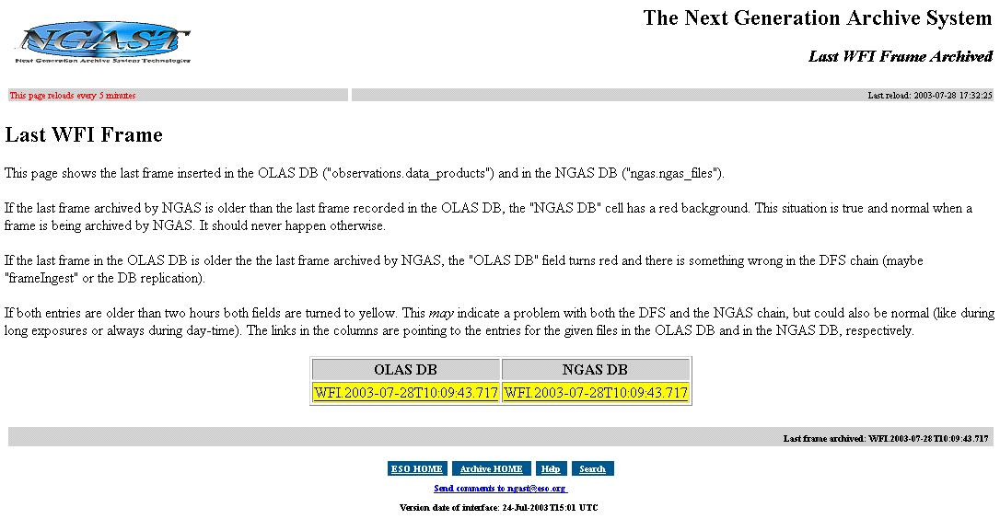 NGAST
Next Generation Archive System Technologies
The Next Generation Archive System
Last WFI Frame Archived
This page reloads every 5 minutes
Last reload: 2003-07-28 17:32:25
Last WFI Frame
This page shows the last frame inserted in the OLAS DB ("observations.data_products") and in the NGAS DB ("ngas.ngas_files").
If the last frame archived by NGAS is older than the last frame recorded in the OLAS DB, the "NGAS DB" cell has a red background. This situation is true and normal when a
frame is being archived by NGAS. It should never happen otherwise.
If the last frame in the OLAS DB is older the the last frame archived by NGAS, the "OLAS DB" field turns red and there is something wrong in the DFS chain (maybe
"frameIngest" or the DB replication).
If both entries are older than two hours both fields are turned to yellow. This may indicate a problem with both the DFS and the NGAS chain, but could also be normal (like during
long exposures or always during day-time). The links in the columns are pointing to the entries for the given files in the OLAS DB and in the NGAS DB, respectively.
OLAS DB NGAS DB
WFI.2003-07-28T10:09:43.717 WFI.2003-07-28T10:09:43.717
Last frame archived: WFI.2003-07-28T10:09:43.717
ESO HOME Archive HOME Help Search
Send comments to ngast@eso.org
Version date of interface: 24-Jul-2003T15:01 UTC